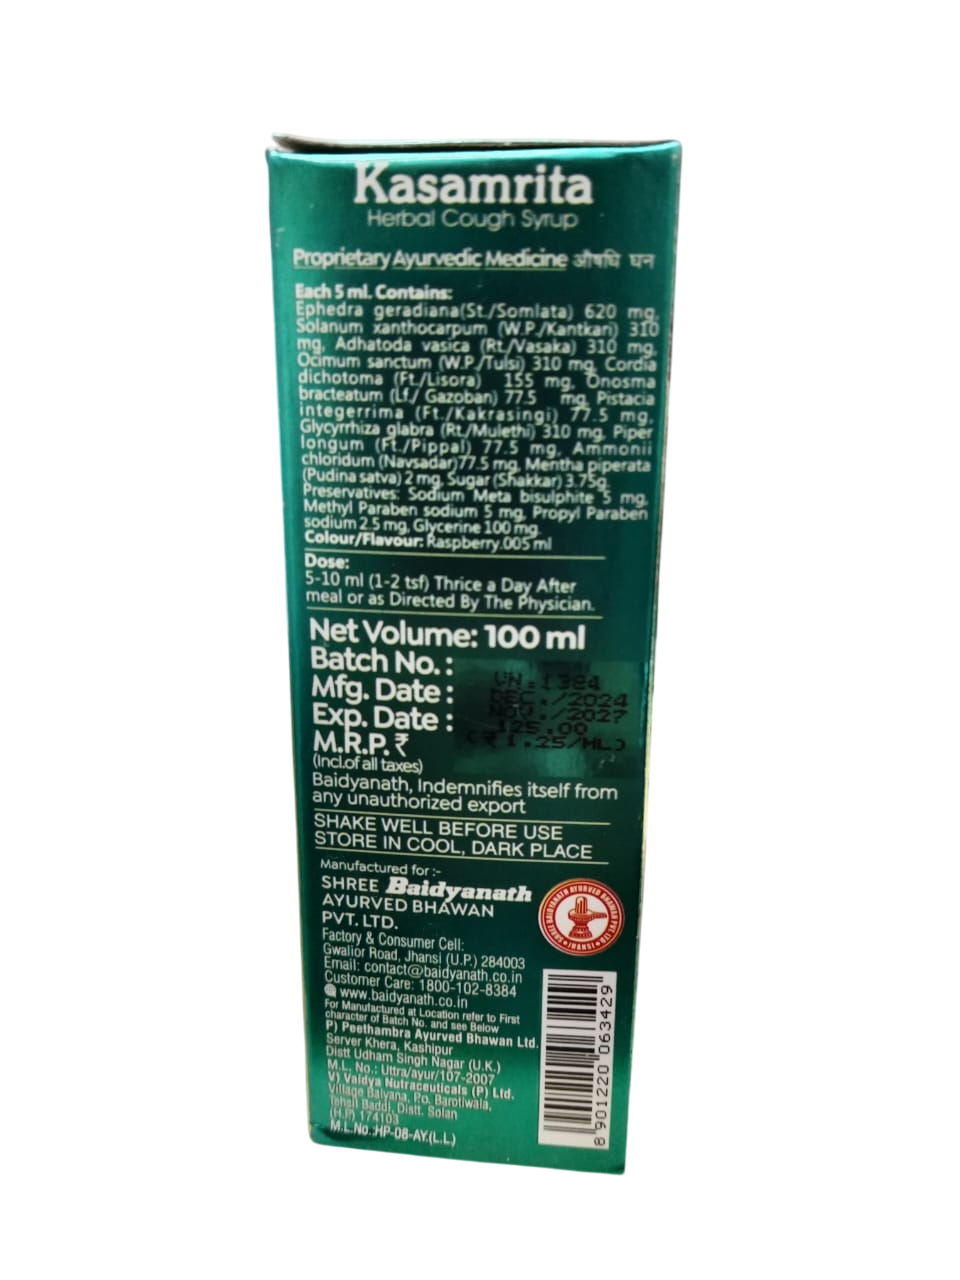 Kasamrita
Herbal Cough Syrup
Proprietary Ayurvedic Medicine औषधि घन
Each 5 ml. Contains:
Ephedra geradiana(St./Somlata) 620 mg,
Solanum xanthocarpum (W.P./Kantkari) 310
mg, Adhatoda vasica (Rt./Vasaka) 310 mg,
Ocimum sanctum (W.P./Tulsi) 310 mg, Cordia
dichotoma (Ft./Lisora) 155 mg, Onosma
bracteatum (Lf./ Gazoban) 77.5 mg, Pistacia
integerrima (Ft./Kakrasingi) 77.5 mg,
Glycyrrhiza glabra (Rt./Mulethi) 310 mg, Piper
longum (Ft./Pippal) 77.5 mg, Ammonii
chloridum (Navsadar)77.5 mg, Mentha piperata
(Pudina satva) 2 mg, Sugar (Shakkar) 3.75g.
Preservatives: Sodium Meta bisulphite 5 mg,
Methyl Paraben sodium 5 mg, Propyl Paraben
sodium 2.5 mg, Glycerine 100 mg.
Colour/Flavour: Raspberry.005 ml
Dose:
5-10 ml (1-2 tsf) Thrice a Day After
meal or as Directed By The Physician.
Net Volume: 100 ml
Batch No. : VN.1384
Mfg. Date : DEC./2024
Exp. Date : NOV./2027
M.R.P. ₹ 125.00
(₹ 1.25/ML)
(Incl.of all taxes)
Baidyanath, Indemnifies itself from
any unauthorized export
SHAKE WELL BEFORE USE
STORE IN COOL, DARK PLACE
Manufactured for :-
SHREE Baidyanath
AYURVED BHAWAN
PVT. LTD.
SHREE BAIDYANATH AYURVED BHAWAN PVT. LTD.
JHANSI
Factory & Consumer Cell:
Gwalior Road, Jhansi (U.P.) 284003
Email: contact@baidyanath.co.in
Customer Care: 1800-102-8384
www.baidyanath.co.in
For Manufactured at Location refer to First
character of Batch No. and see Below
P) Peethambra Ayurved Bhawan Ltd.
Server Khera, Kashipur
Distt Udham Singh Nagar (U.K.)
M.L. No.: Uttra/ayur/107-2007
V) Vaidya Nutraceuticals (P) Ltd.
Village Balyana, P.o. Barotiwala,
Tehsil Baddi, Distt. Solan
(H.P) 174103
M.L.No.:HP-08-AY.(L.L)
8 901220 063429